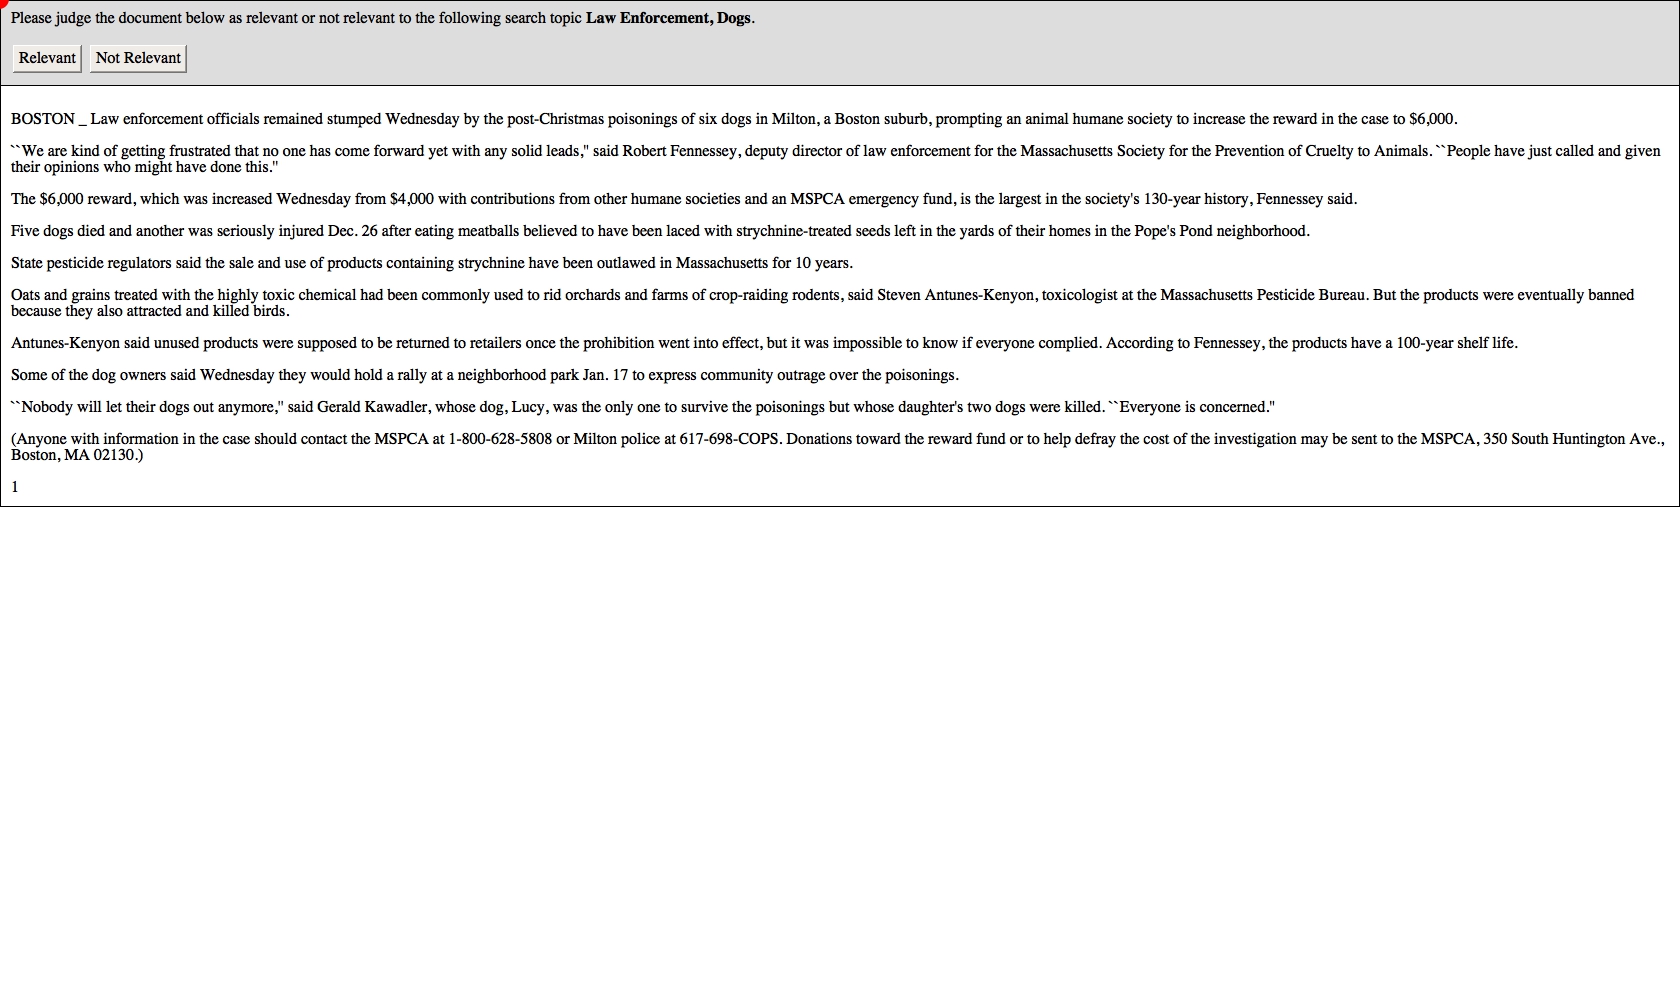 Please judge the document below as relevant or not relevant to the following search topic Law Enforcement, Dogs.
Relevant Not Relevant
BOSTON _ Law enforcement officials remained stumped Wednesday by the post-Christmas poisonings of six dogs in Milton, a Boston suburb, prompting an animal humane society to increase the reward in the case to $6,000.
``We are kind of getting frustrated that no one has come forward yet with any solid leads,'' said Robert Fennessey, deputy director of law enforcement for the Massachusetts Society for the Prevention of Cruelty to Animals. ``People have just called and given
their opinions who might have done this.''
The $6,000 reward, which was increased Wednesday from $4,000 with contributions from other humane societies and an MSPCA emergency fund, is the largest in the society's 130-year history, Fennessey said.
Five dogs died and another was seriously injured Dec. 26 after eating meatballs believed to have been laced with strychnine-treated seeds left in the yards of their homes in the Pope's Pond neighborhood.
State pesticide regulators said the sale and use of products containing strychnine have been outlawed in Massachusetts for 10 years.
Oats and grains treated with the highly toxic chemical had been commonly used to rid orchards and farms of crop-raiding rodents, said Steven Antunes-Kenyon, toxicologist at the Massachusetts Pesticide Bureau. But the products were eventually banned
because they also attracted and killed birds.
Antunes-Kenyon said unused products were supposed to be returned to retailers once the prohibition went into effect, but it was impossible to know if everyone complied. According to Fennessey, the products have a 100-year shelf life.
Some of the dog owners said Wednesday they would hold a rally at a neighborhood park Jan. 17 to express community outrage over the poisonings.
``Nobody will let their dogs out anymore,'' said Gerald Kawadler, whose dog, Lucy, was the only one to survive the poisonings but whose daughter's two dogs were killed. ``Everyone is concerned.''
(Anyone with information in the case should contact the MSPCA at 1-800-628-5808 or Milton police at 617-698-COPS. Donations toward the reward fund or to help defray the cost of the investigation may be sent to the MSPCA, 350 South Huntington Ave.,
Boston, MA 02130.)
1